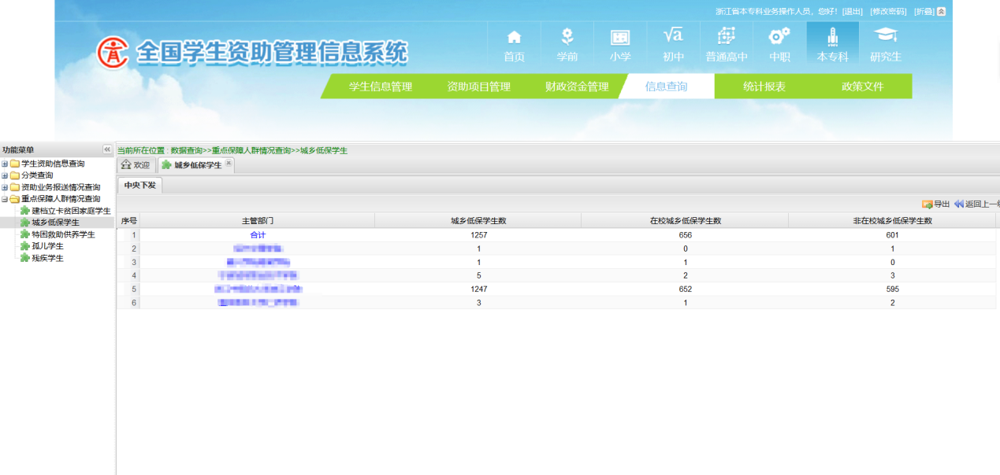 浙江省本专科业务操作人员，您好！ [退出] [修改密码] [折叠]
全国学生资助管理信息系统
首页 学前 小学 初中 普通高中 中职 本专科 研究生
学生信息管理 资助项目管理 财政资金管理 信息查询 统计报表 政策文件
功能菜单
学生资助信息查询
分类查询
资助业务报送情况查询
重点保障人群情况查询
建档立卡贫困家庭学生
城乡低保学生
特困救助供养学生
孤儿学生
残疾学生
当前所在位置 : 数据查询>>重点保障人群情况查询>>城乡低保学生
欢迎 城乡低保学生
中央下发
导出 返回上一
序号 主管部门 城乡低保学生数 在校城乡低保学生数 非在校城乡低保学生数
1 合计 1257 656 601
2 1 0 1
3 1 1 0
4 5 2 3
5 1247 652 595
6 3 1 2